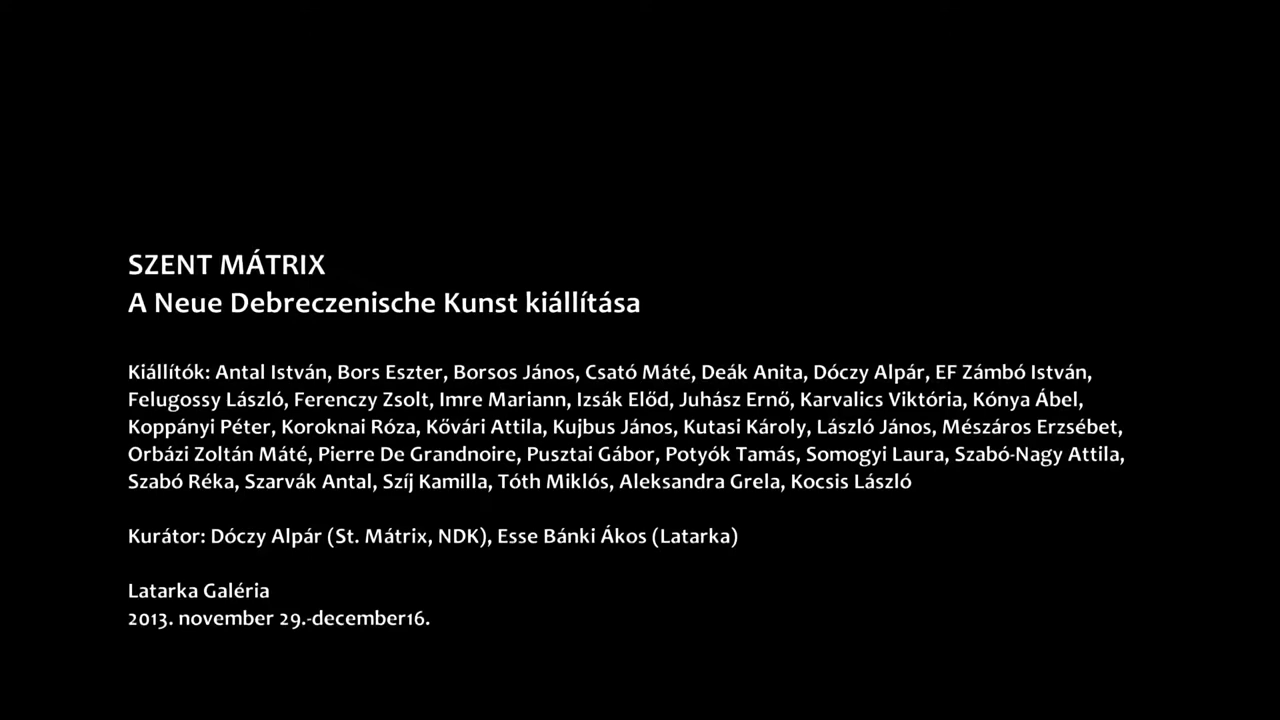 SZENT MÁTRIX
A Neue Debreczenische Kunst kiállítása
Kiállítók: Antal István, Bors Eszter, Borsos János, Csató Máté, Deák Anita, Dóczy Alpár, EF Zámbó István,
Felugossy László, Ferenczy Zsolt, Imre Mariann, Izsák Előd, Juhász Ernő, Karvalics Viktória, Kónya Ábel,
Koppányi Péter, Koroknai Róza, Kővári Attila, Kujbus János, Kutasi Károly, László János, Mészáros Erzsébet,
Orbázi Zoltán Máté, Pierre De Grandnoire, Pusztai Gábor, Potyók Tamás, Somogyi Laura, Szabó-Nagy Attila,
Szabó Réka, Szarvák Antal, Szíj Kamilla, Tóth Miklós, Aleksandra Grela, Kocsis László
Kurátor: Dóczy Alpár (St. Mátrix, NDK), Esse Bánki Ákos (Latarka)
Latarka Galéria
2013. november 29.-december16.